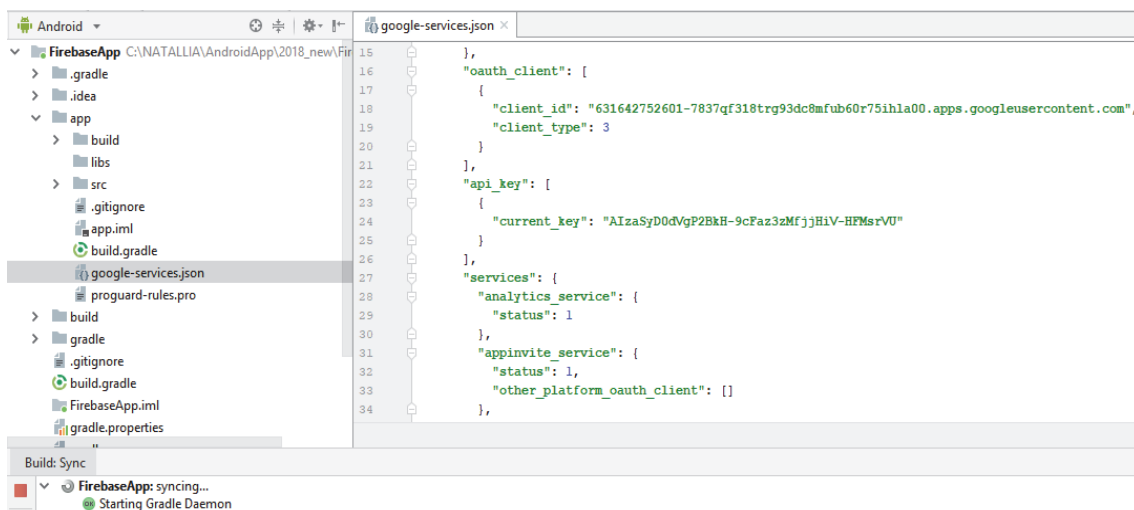 Android
google-services.json
FirebaseApp C:\NATALLIA\AndroidApp\2018_new\Fir
.gradle
.idea
app
build
libs
src
.gitignore
app.iml
build.gradle
google-services.json
proguard-rules.pro
build
gradle
.gitignore
build.gradle
FirebaseApp.iml
gradle.properties
15 },
16 "oauth_client": [
17 {
18 "client_id": "631642752601-7837qf318trg93dc8mfub60r75ihla00.apps.googleusercontent.com",
19 "client_type": 3
20 }
21 ],
22 "api_key": [
23 {
24 "current_key": "AIzaSyD0dVgP2BkH-9cFaz3zMfjjHiV-HFMsrVU"
25 }
26 ],
27 "services": {
28 "analytics_service": {
29 "status": 1
30 },
31 "appinvite_service": {
32 "status": 1,
33 "other_platform_oauth_client": []
34 },
Build: Sync
FirebaseApp: syncing...
OK Starting Gradle Daemon